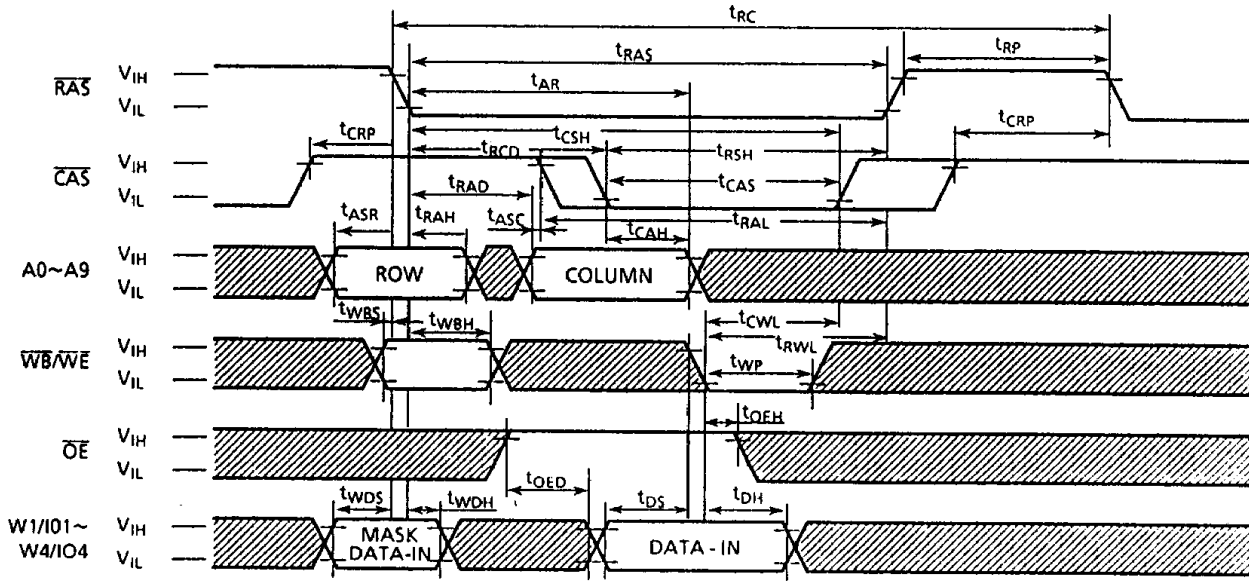 tRC
tRP
tRAS
RAS VIH
tAR
VIL
tCRP tCSH tCRP
tRCD tRSH
CAS VIH
tCAS
VIL
tRAD
tASR tRAH tASC tRAL
tCAH
A0~A9 VIH
ROW COLUMN
VIL
tWBS tWBH tCWL
tRWL
WB/WE VIH
tWP
VIL
tOEH
OE VIH
VIL
tOED
tWDS tWDH tDS tDH
W1/I01~ VIH
MASK
DATA-IN DATA-IN
W4/IO4 VIL